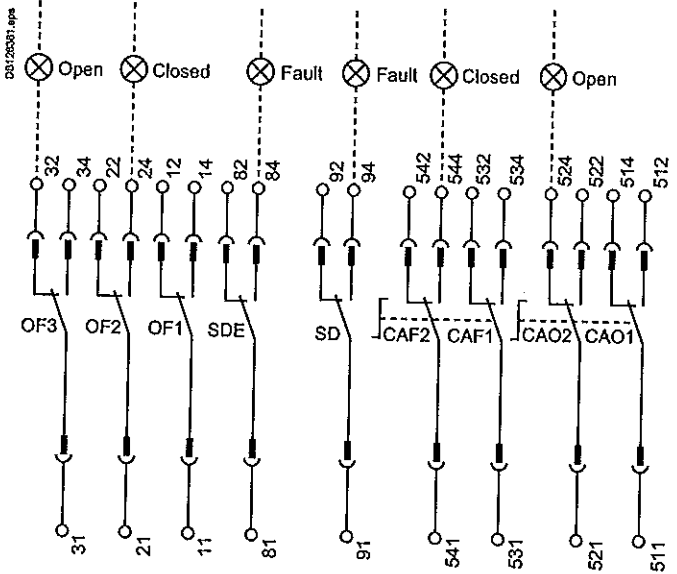 DB126381.eps
Open Closed Fault Fault Closed Open
32 34 22 24 12 14 82 84 92 94 542 544 532 534 524 522 514 512
OF3 OF2 OF1 SDE SD CAF2 CAF1 CAO2 CAO1
31 21 11 81 91 541 531 521 511